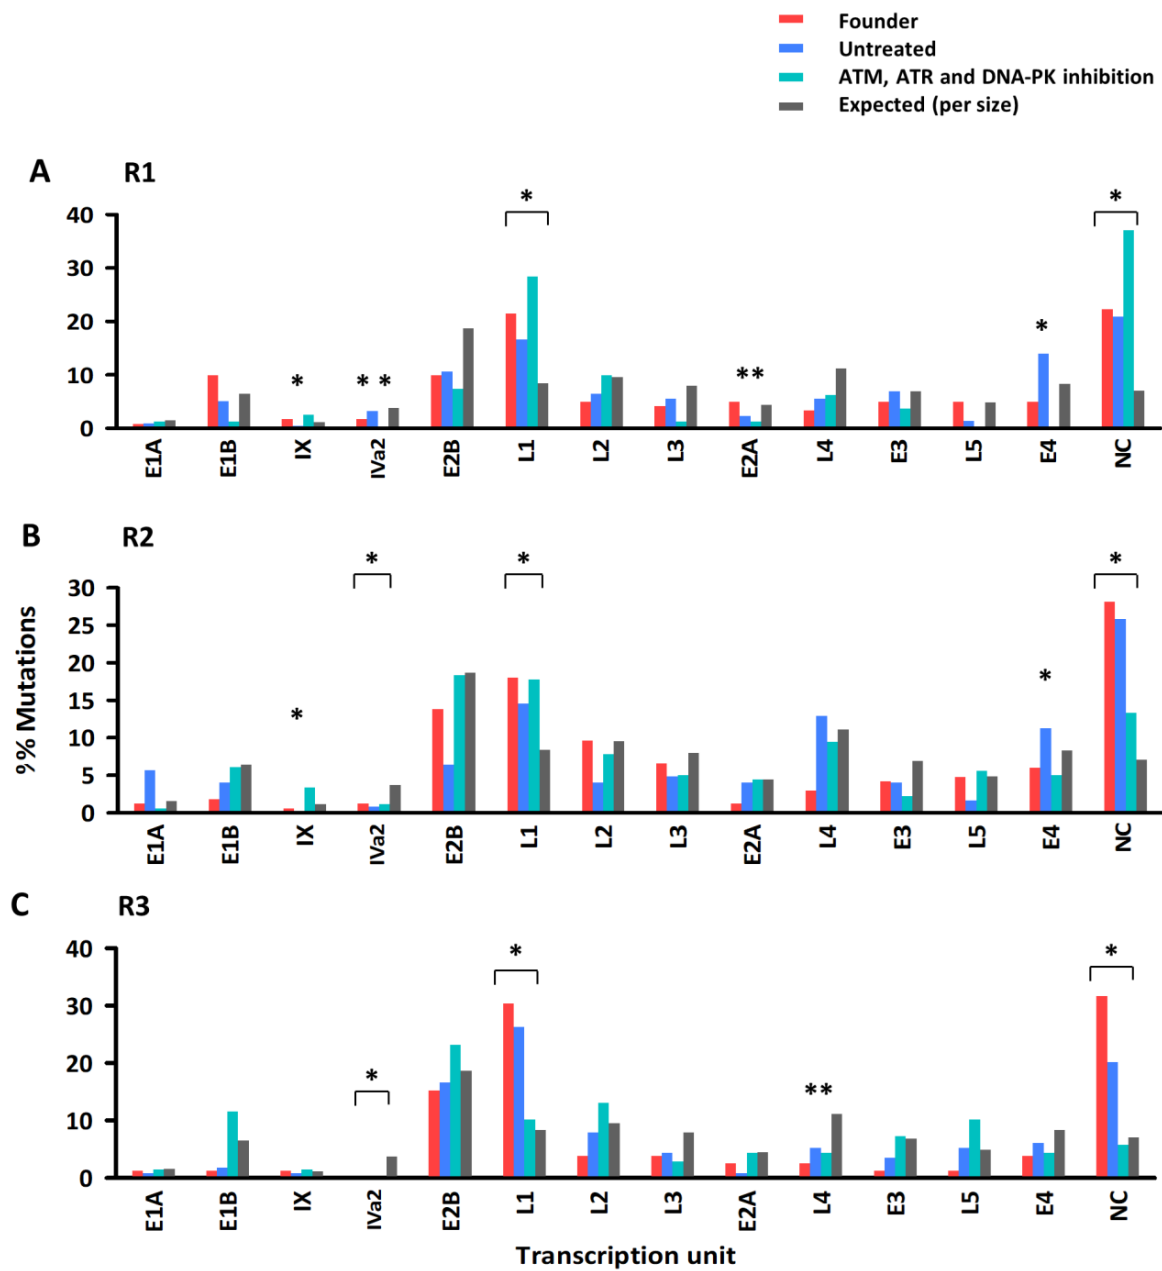 Founder
Untreated
ATM, ATR and DNA-PK inhibition
Expected (per size)
A R1
* *
40
30
20
10
0
* * * ** *
E1A E1B IX IVa2 E2B L1 L2 L3 E2A L4 E3 L5 E4 NC
B R2
* * *
30
25
20
15
10
5
0
* *
E1A E1B IX IVa2 E2B L1 L2 L3 E2A L4 E3 L5 E4 NC
% Mutations
C R3
* *
40
30
20
10
0
* **
E1A E1B IX IVa2 E2B L1 L2 L3 E2A L4 E3 L5 E4 NC
Transcription unit